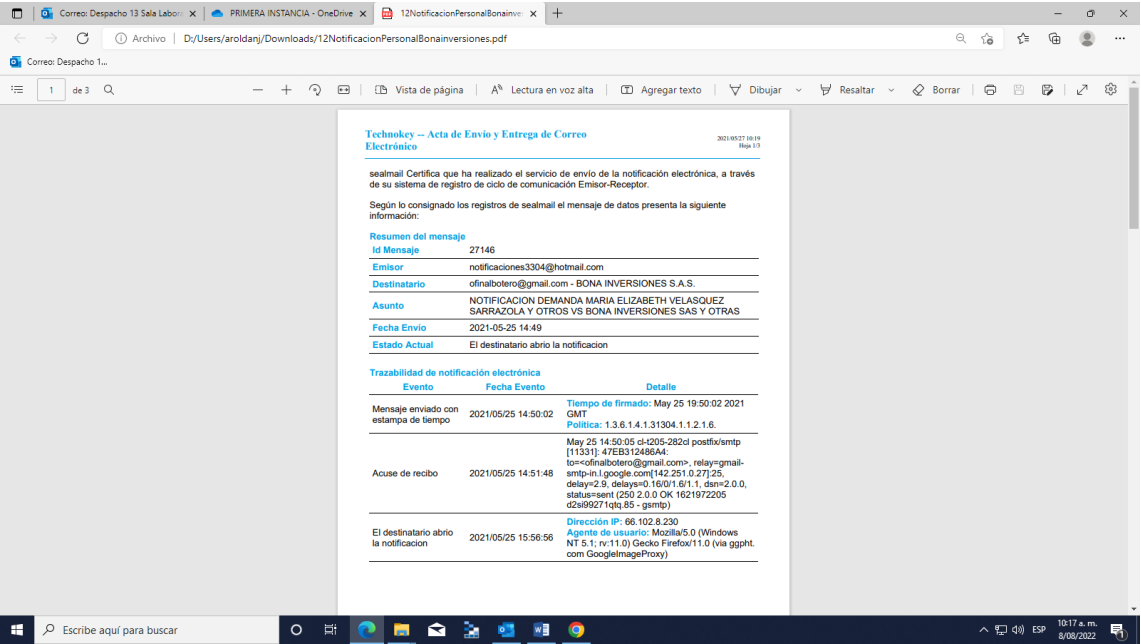 Correo: Despacho 13 Sala Labora
PRIMERA INSTANCIA - OneDrive
12NotificacionPersonalBonainver
Archivo
D:/Users/aroldanj/Downloads/12NotificacionPersonalBonainversiones.pdf
Correo: Despacho 1...
1
de 3
Vista de página
Lectura en voz alta
Agregar texto
Dibujar
Resaltar
Borrar
Technokey -- Acta de Envío y Entrega de Correo
Electrónico
2021/05/27 10:19
Hoja 1/3
sealmail Certifica que ha realizado el servicio de envío de la notificación electrónica, a través
de su sistema de registro de ciclo de comunicación Emisor-Receptor.
Según lo consignado los registros de sealmail el mensaje de datos presenta la siguiente
información:
Resumen del mensaje
Id Mensaje 27146
Emisor notificaciones3304@hotmail.com
Destinatario ofinalbotero@gmail.com - BONA INVERSIONES S.A.S.
Asunto NOTIFICACION DEMANDA MARIA ELIZABETH VELASQUEZ
SARRAZOLA Y OTROS VS BONA INVERSIONES SAS Y OTRAS
Fecha Envío 2021-05-25 14:49
Estado Actual El destinatario abrio la notificacion
Trazabilidad de notificación electrónica
Evento Fecha Evento Detalle
Mensaje enviado con
estampa de tiempo
2021/05/25 14:50:02
Tiempo de firmado: May 25 19:50:02 2021
GMT
Política: 1.3.6.1.4.1.31304.1.1.2.1.6.
Acuse de recibo
2021/05/25 14:51:48
May 25 14:50:05 cl-t205-282cl postfix/smtp
[11331]: 47EB312486A4:
to=<ofinalbotero@gmail.com>, relay=gmail-
smtp-in.l.google.com[142.251.0.27]:25,
delay=2.9, delays=0.16/0/1.6/1.1, dsn=2.0.0,
status=sent (250 2.0.0 OK 1621972205
d2si99271qtq.85 - gsmtp)
El destinatario abrio
la notificacion
2021/05/25 15:56:56
Dirección IP: 66.102.8.230
Agente de usuario: Mozilla/5.0 (Windows
NT 5.1; rv:11.0) Gecko Firefox/11.0 (via ggpht.
com GoogleImageProxy)
Escribe aquí para buscar
ESP
10:17 a. m.
8/08/2022
1